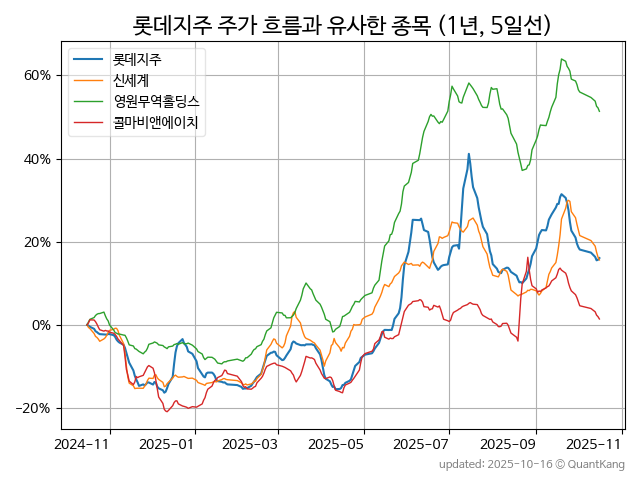 롯데지주 주가 흐름과 유사한 종목 (1년, 5일선)
롯데지주
신세계
영원무역홀딩스
콜마비앤에이치
60%
40%
20%
0%
−20%
2024-11 2025-01 2025-03 2025-05 2025-07 2025-09 2025-11
updated: 2025-10-16 © QuantKang